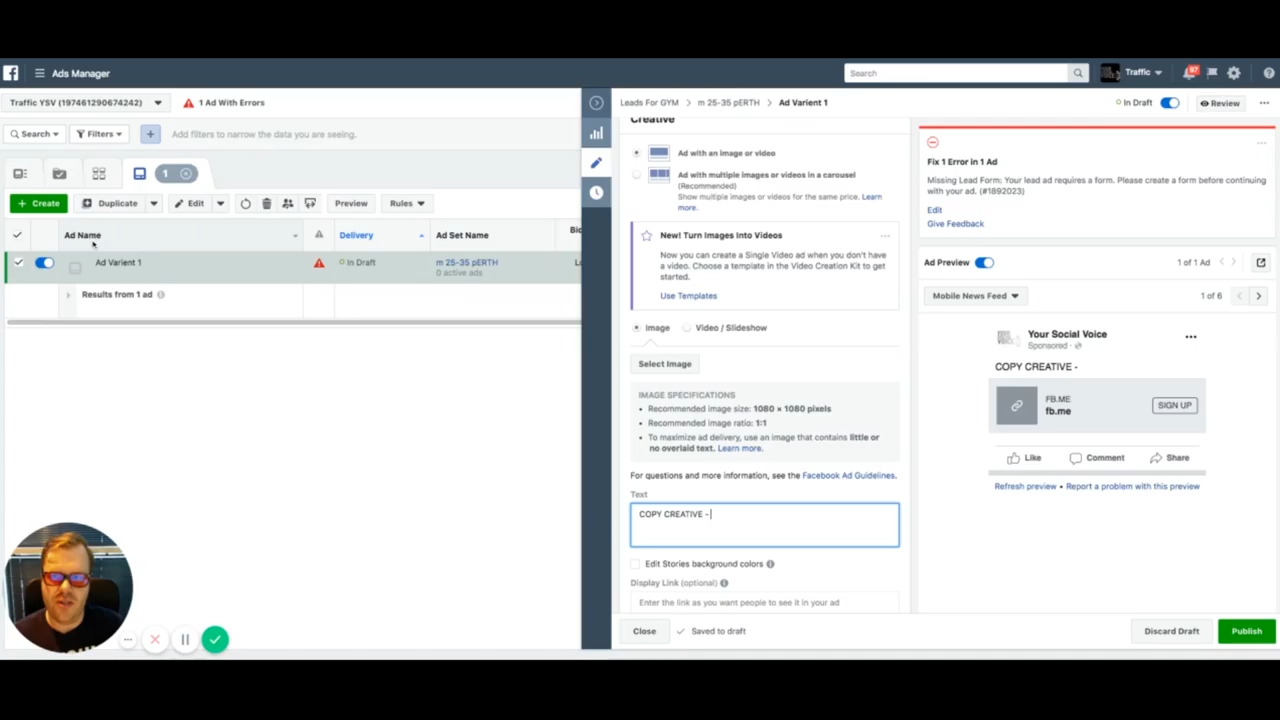 Ads Manager
Search
Traffic
97
Traffic YSV (197461290674242)
1 Ad With Errors
Leads For GYM
m 25-35 pERTH
Ad Varient 1
In Draft
Review
Search
Filters
Add filters to narrow the data you are seeing.
1
Create
Duplicate
Edit
Preview
Rules
Ad Name
Delivery
Ad Set Name
Ad Varient 1
In Draft
m 25-35 pERTH
0 active ads
Results from 1 ad
Creative
Ad with an image or video
Ad with multiple images or videos in a carousel
(Recommended)
Show multiple images or videos for the same price. Learn
more.
New! Turn Images Into Videos
Now you can create a Single Video ad when you don't have
a video. Choose a template in the Video Creation Kit to get
started.
Use Templates
Image
Video / Slideshow
Select Image
IMAGE SPECIFICATIONS
• Recommended image size: 1080 × 1080 pixels
• Recommended image ratio: 1:1
• To maximize ad delivery, use an image that contains little or
no overlaid text. Learn more.
For questions and more information, see the Facebook Ad Guidelines.
Text
COPY CREATIVE -
Edit Stories background colors
Display Link (optional)
Enter the link as you want people to see it in your ad
Close
Saved to draft
Discard Draft
Publish
Fix 1 Error in 1 Ad
Missing Lead Form: Your lead ad requires a form. Please create a form before continuing
with your ad. (#1892023)
Edit
Give Feedback
Ad Preview
1 of 1 Ad
Mobile News Feed
1 of 6
Your Social Voice
Sponsored ·
COPY CREATIVE -
FB.ME
fb.me
SIGN UP
Like
Comment
Share
Refresh preview • Report a problem with this preview